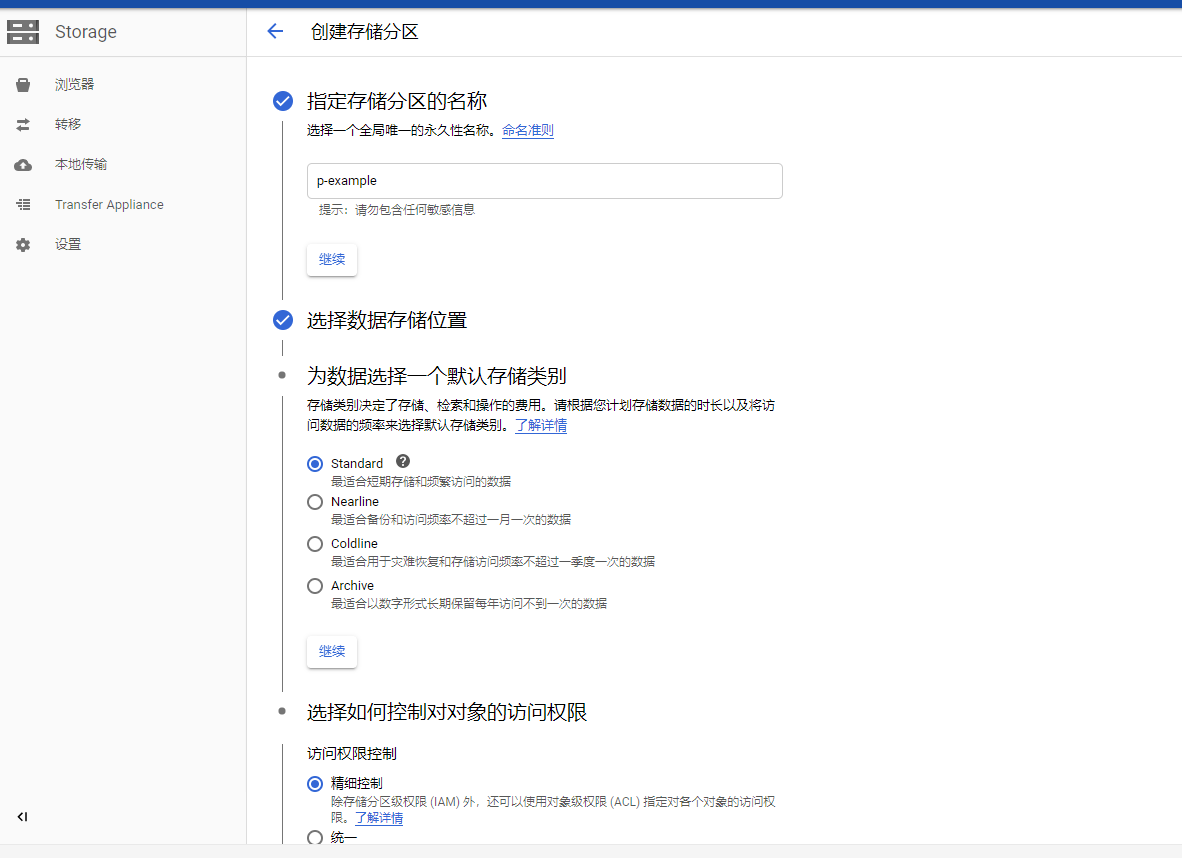 Storage
创建存储分区
浏览器
转移
本地传输
Transfer Appliance
设置
指定存储分区的名称
选择一个全局唯一的永久性名称。命名准则
p-example
提示：请勿包含任何敏感信息
继续
选择数据存储位置
为数据选择一个默认存储类别
存储类别决定了存储、检索和操作的费用。请根据您计划存储数据的时长以及将访
问数据的频率来选择默认存储类别。了解详情
Standard
最适合短期存储和频繁访问的数据
Nearline
最适合备份和访问频率不超过一月一次的数据
Coldline
最适合用于灾难恢复和存储访问频率不超过一季度一次的数据
Archive
最适合以数字形式长期保留每年访问不到一次的数据
继续
选择如何控制对对象的访问权限
访问权限控制
精细控制
除存储分区级权限 (IAM) 外，还可以使用对象级权限 (ACL) 指定对各个对象的访问权
限。了解详情
统一